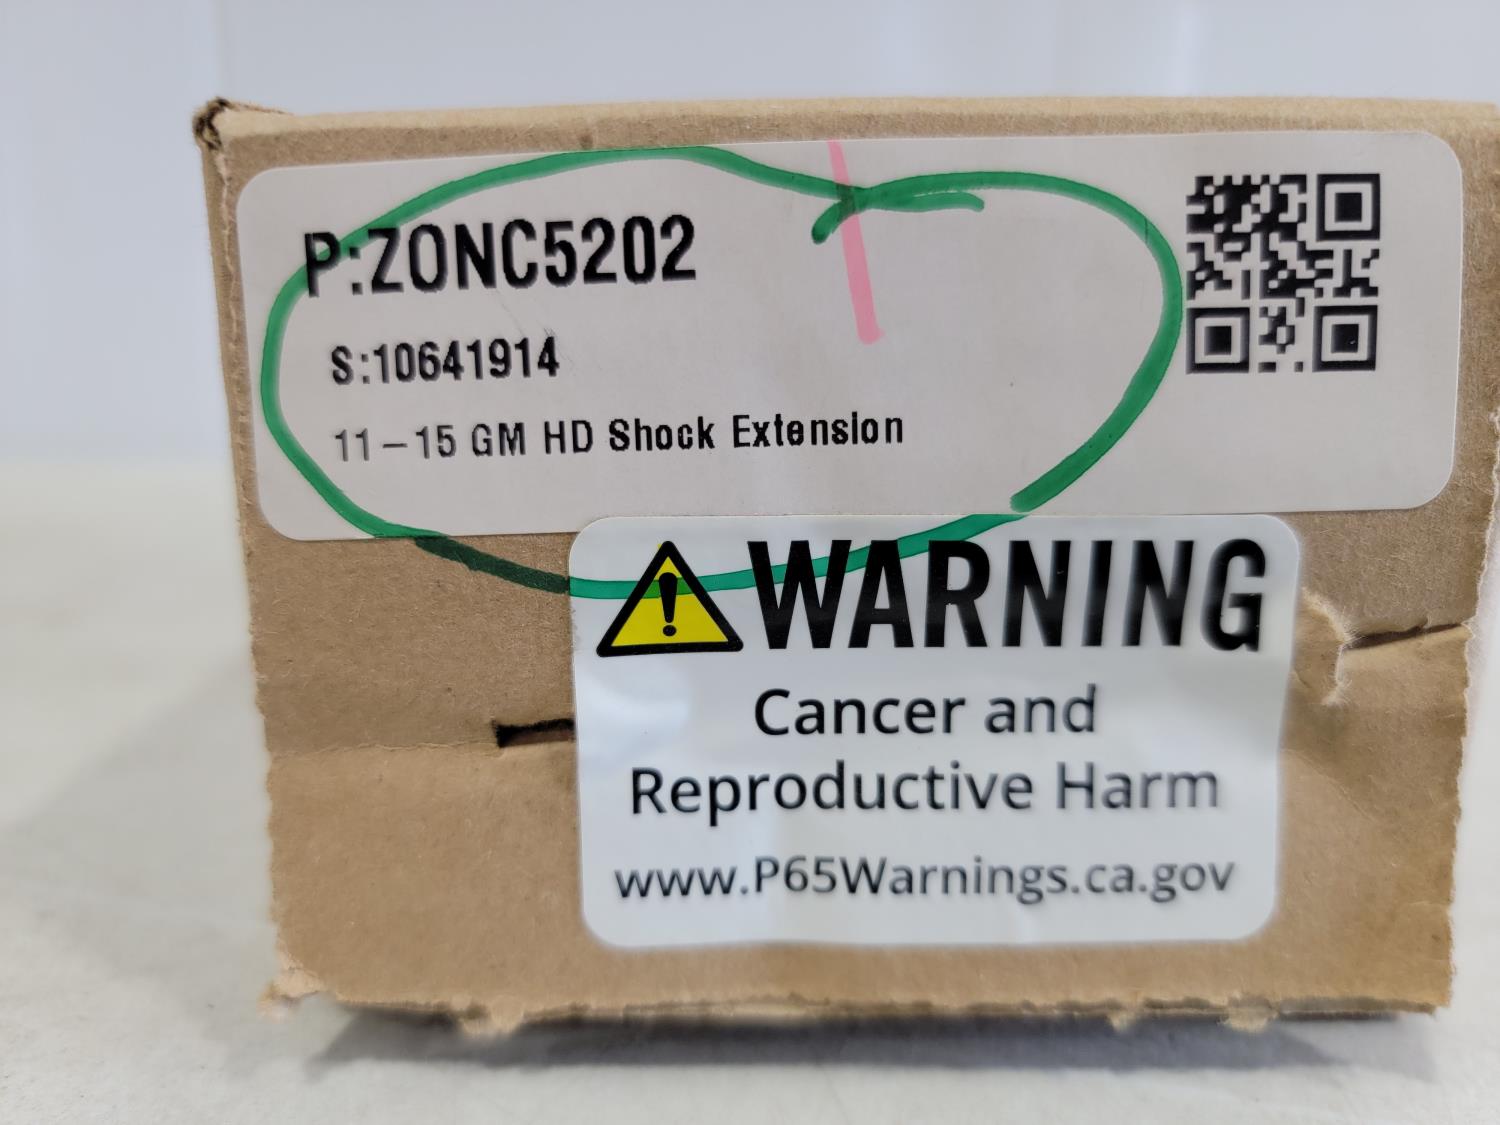 P:ZONC5202
S:10641914
11-15 GM HD Shock Extension
WARNING
Cancer and
Reproductive Harm
www.P65Warnings.ca.gov